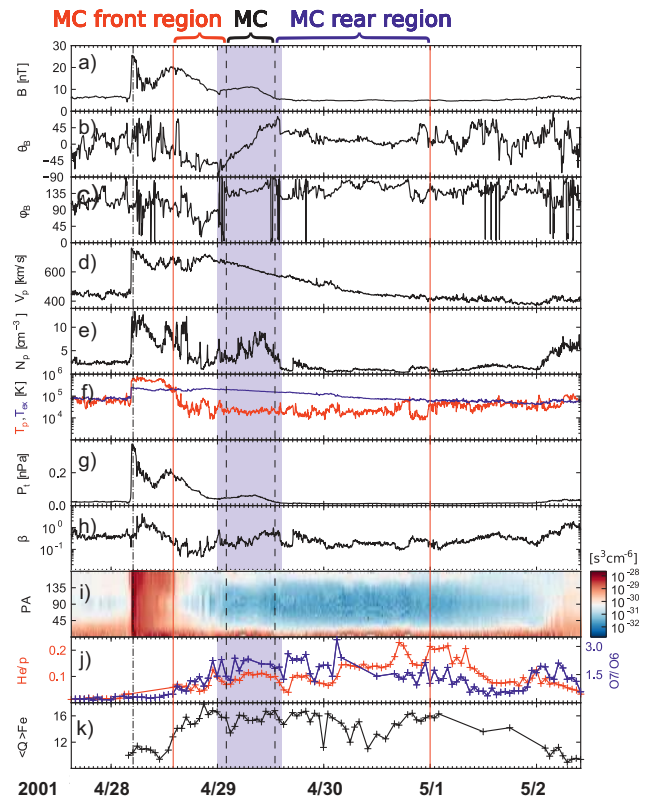 MC front region MC MC rear region
a) B [nT] 30 20 10 0
b) θB 45 0 −45 −90
c) φB 135 90 45 0
d) Vp [km/s] 600 400
e) Np [cm⁻³] 10 5
f) Tp,Tex [K] 10⁶ 10⁵ 10⁴
g) Pt [nPa] 0.2 0.0
h) β 10⁰ 10⁻¹
i) PA 135 90 45
[s³cm⁻⁶] 10⁻²⁸ 10⁻²⁹ 10⁻³⁰ 10⁻³¹ 10⁻³²
j) He/p 0.2 0.1 3.0 1.5 O7/O6
k) <Q>Fe 16 12
2001 4/28 4/29 4/30 5/1 5/2